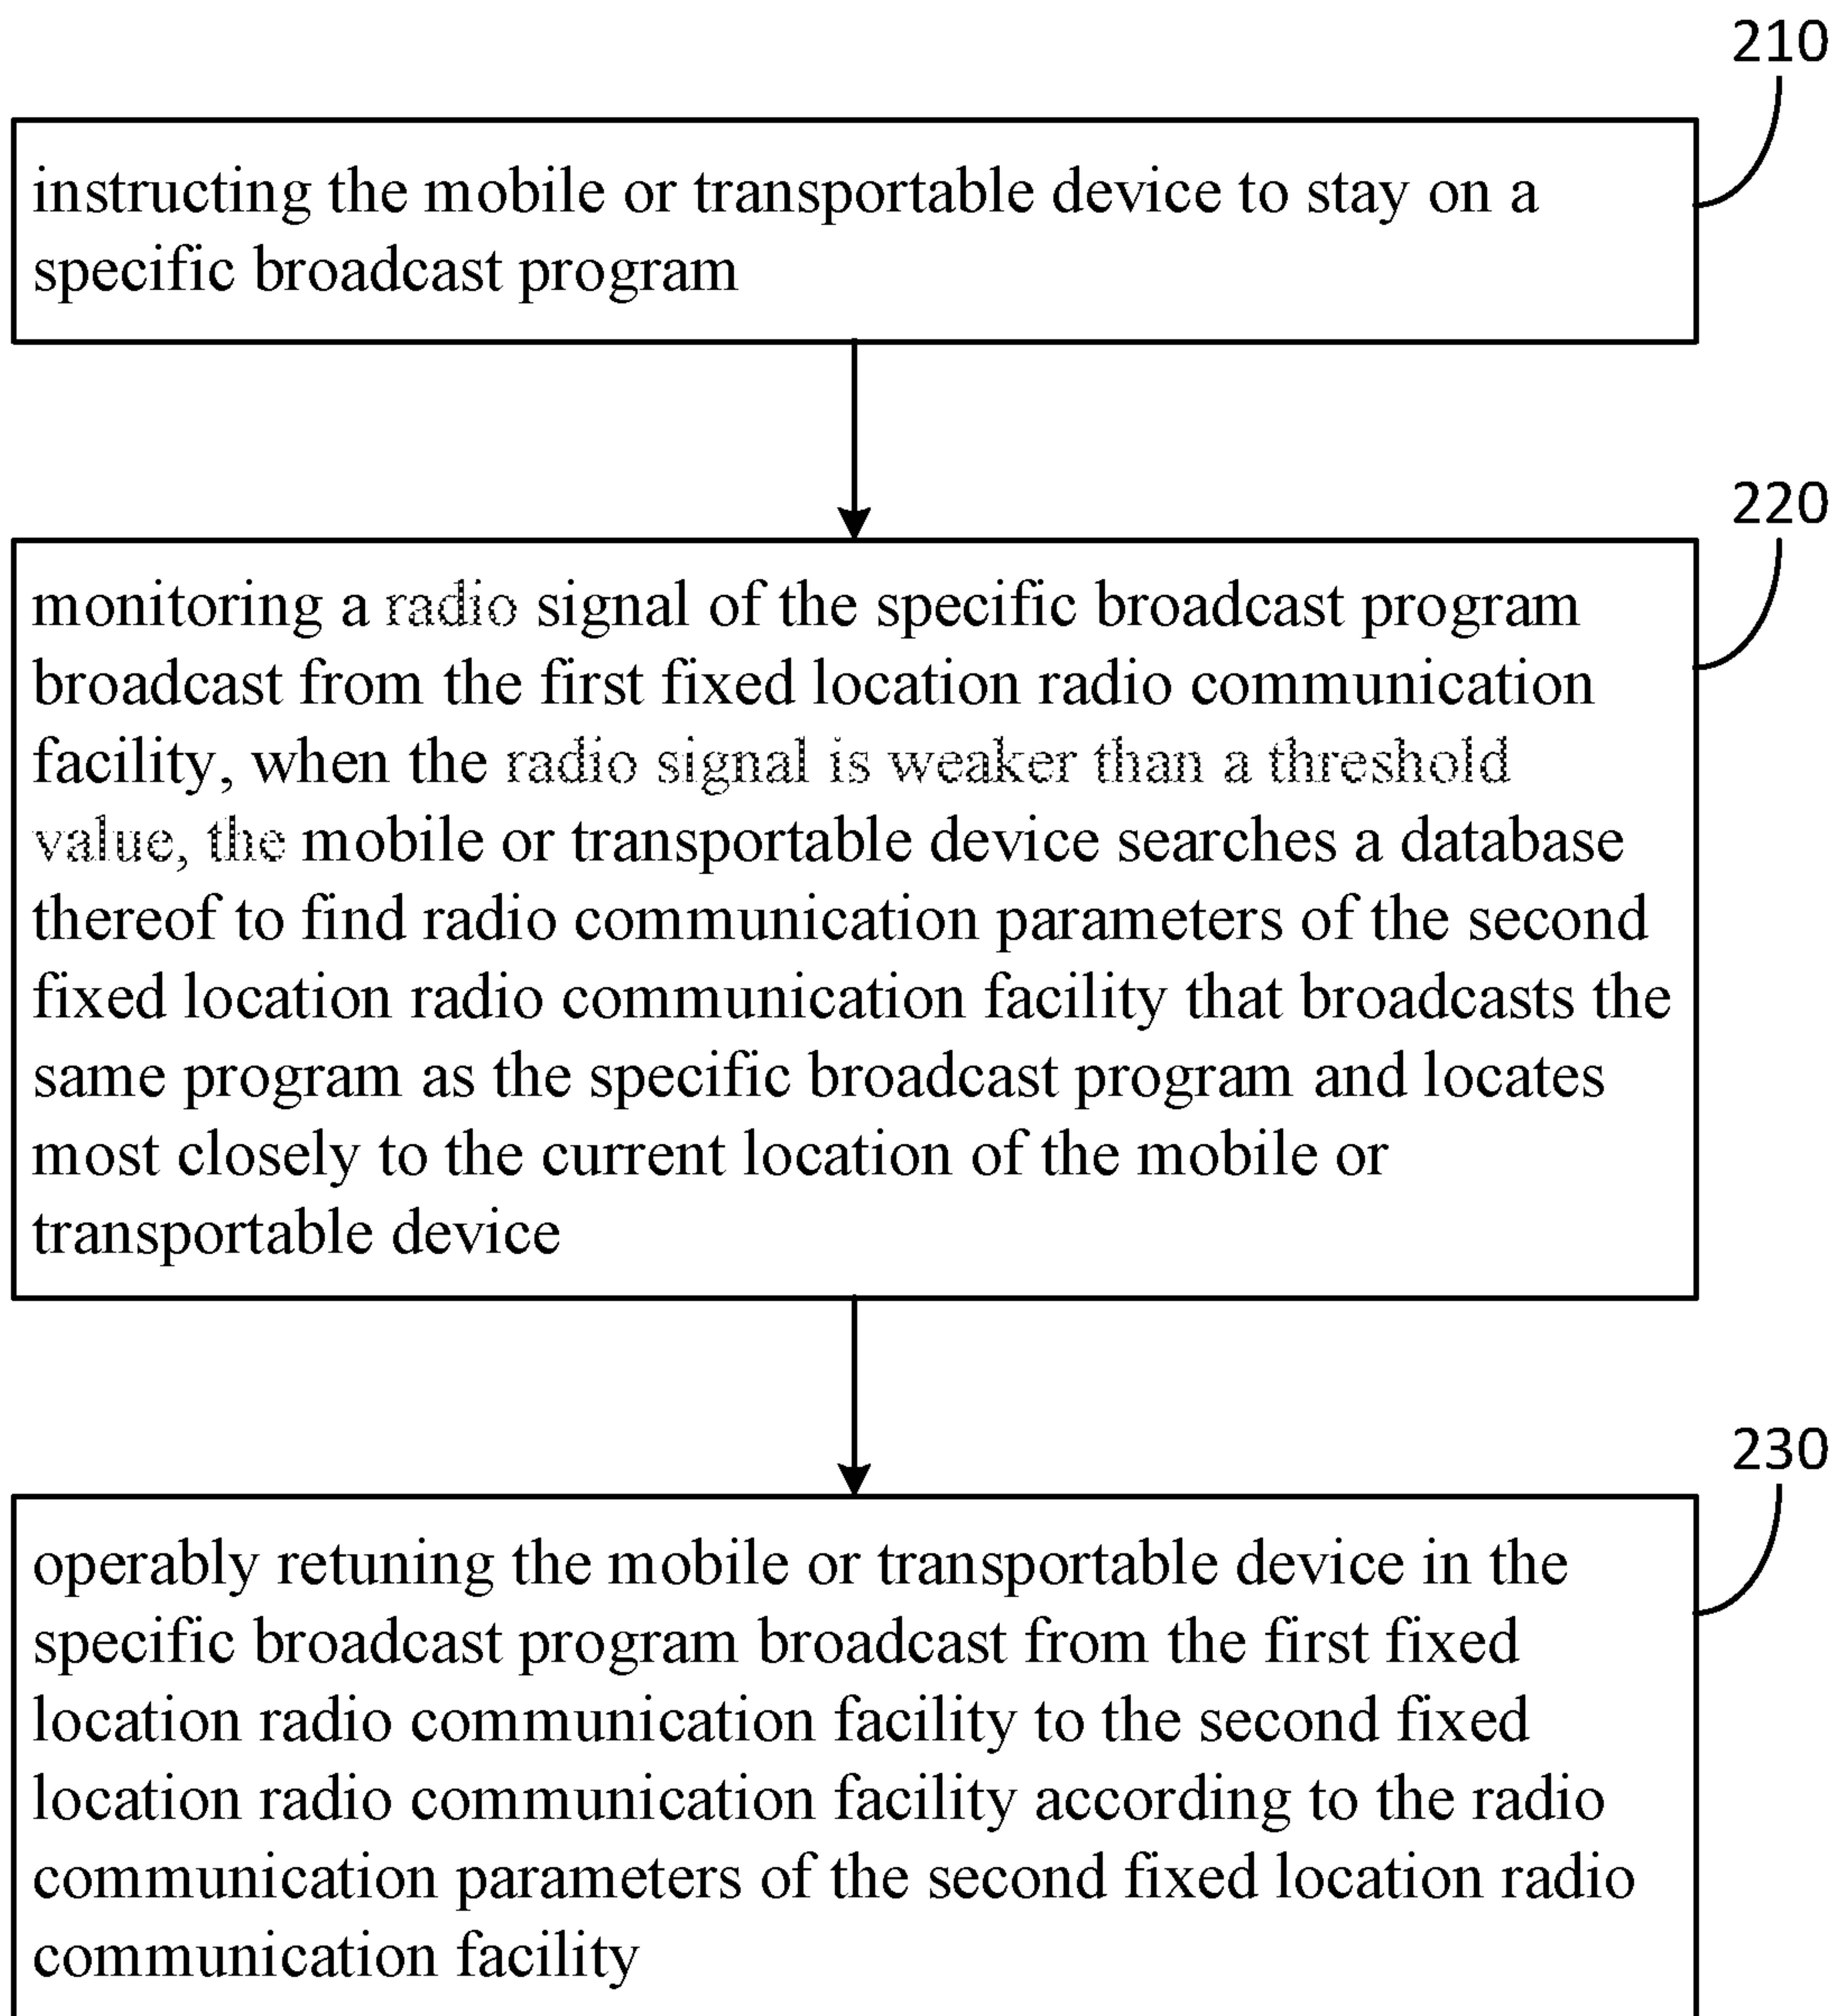 210
instructing the mobile or transportable device to stay on a
specific broadcast program
220
monitoring a radio signal of the specific broadcast program
broadcast from the first fixed location radio communication
facility, when the radio signal is weaker than a threshold
value, the mobile or transportable device searches a database
thereof to find radio communication parameters of the second
fixed location radio communication facility that broadcasts the
same program as the specific broadcast program and locates
most closely to the current location of the mobile or
transportable device
230
operably retuning the mobile or transportable device in the
specific broadcast program broadcast from the first fixed
location radio communication facility to the second fixed
location radio communication facility according to the radio
communication parameters of the second fixed location radio
communication facility